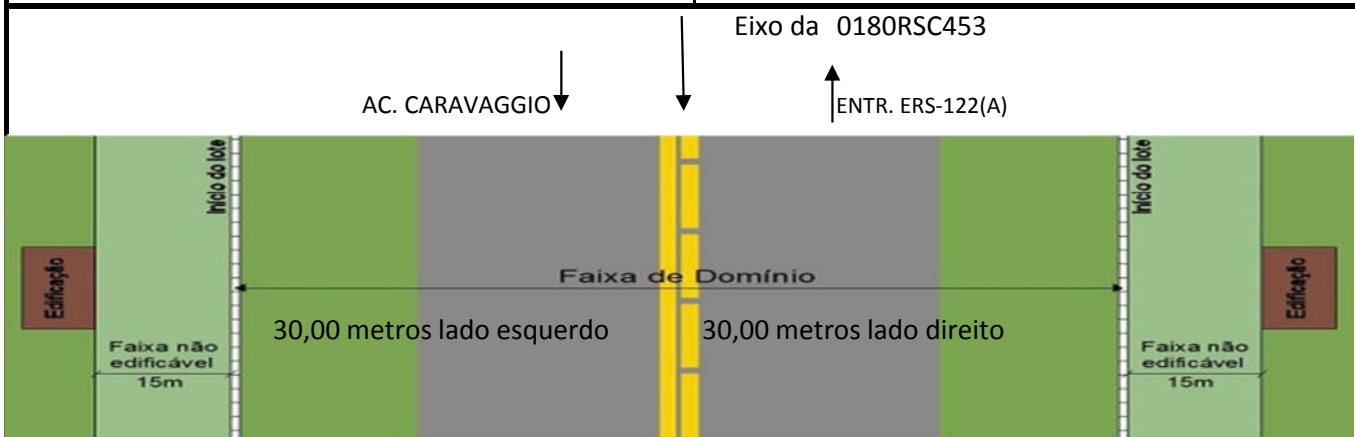 Eixo da 0180RSC453
AC. CARAVAGGIO
ENTR. ERS-122(A)
Início do lote
Início do lote
Edificação
Faixa de Domínio
Edificação
30,00 metros lado esquerdo
30,00 metros lado direito
Faixa não
edificável
15m
Faixa não
edificável
15m